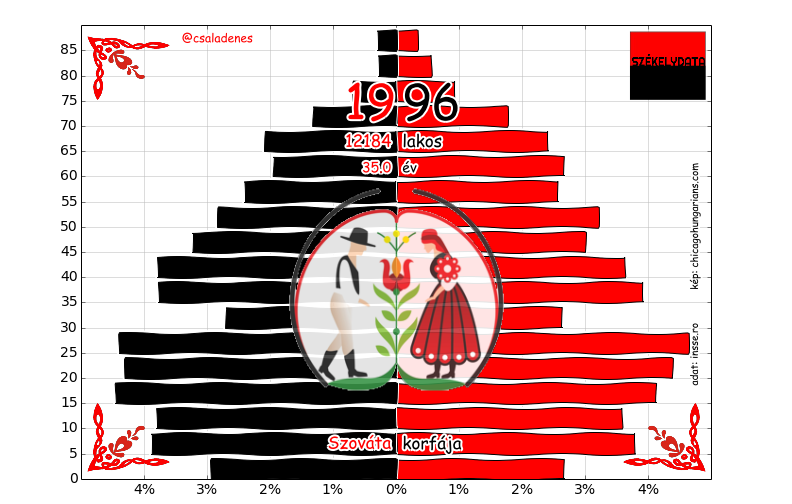 @csaladenes
SZÉKELYDATA
1996
12184 lakos
35.0 év
85
80
75
70
65
60
55
50
45
40
35
30
25
20
15
10
5
0
kép: chicagohungarians.com
adat: insse.ro
Szováta korfája
4% 3% 2% 1% 0% 1% 2% 3% 4%